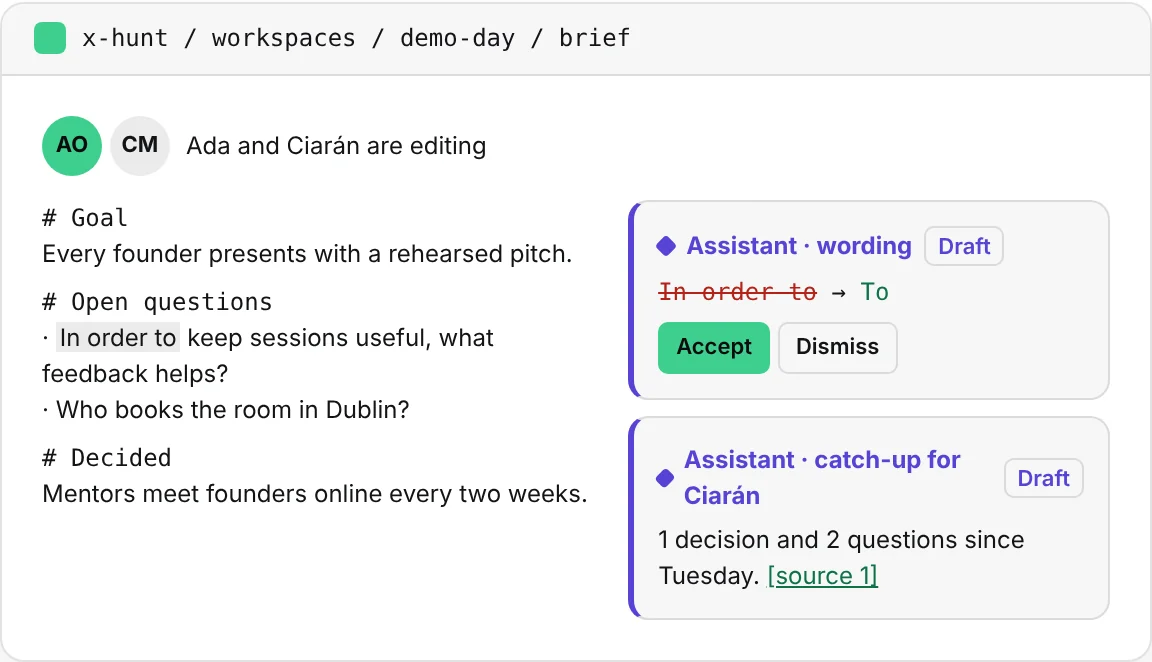 x-hunt / workspaces / demo-day / brief
AO CM Ada and Ciarán are editing
# Goal
Every founder presents with a rehearsed pitch.
# Open questions
· In order to keep sessions useful, what
feedback helps?
· Who books the room in Dublin?
# Decided
Mentors meet founders online every two weeks.
Assistant · wording Draft
In order to → To
Accept Dismiss
Assistant · catch-up for
Ciarán
Draft
1 decision and 2 questions since
Tuesday. [source 1]